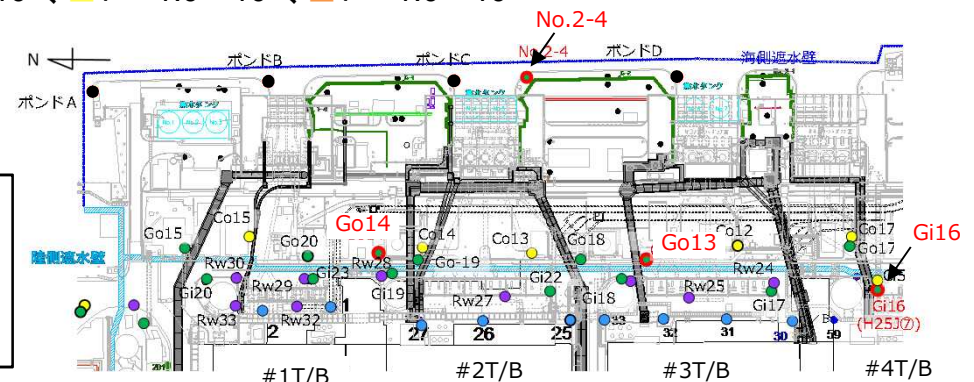 No.2-4
N
ポンドB
ポンドC
No.2-4
ポンドD
海側遮水壁
ポンドA
Go15
Co15
Go20
Go14
Co14
Co13
Go18
Go13
Co12
Co17
Go17
Gi16
陸側遮水壁
Rw30
Rw28
Go-19
Rw24
Gi20
Rw29
Gi23
Gi19
Rw27
Gi22
Gi18
Rw25
Gi17
Gi16
(H25J⑦)
Rw33
Rw32
2
1
27
26
25
33
32
31
30
59
#1T/B
#2T/B
#3T/B
#4T/B